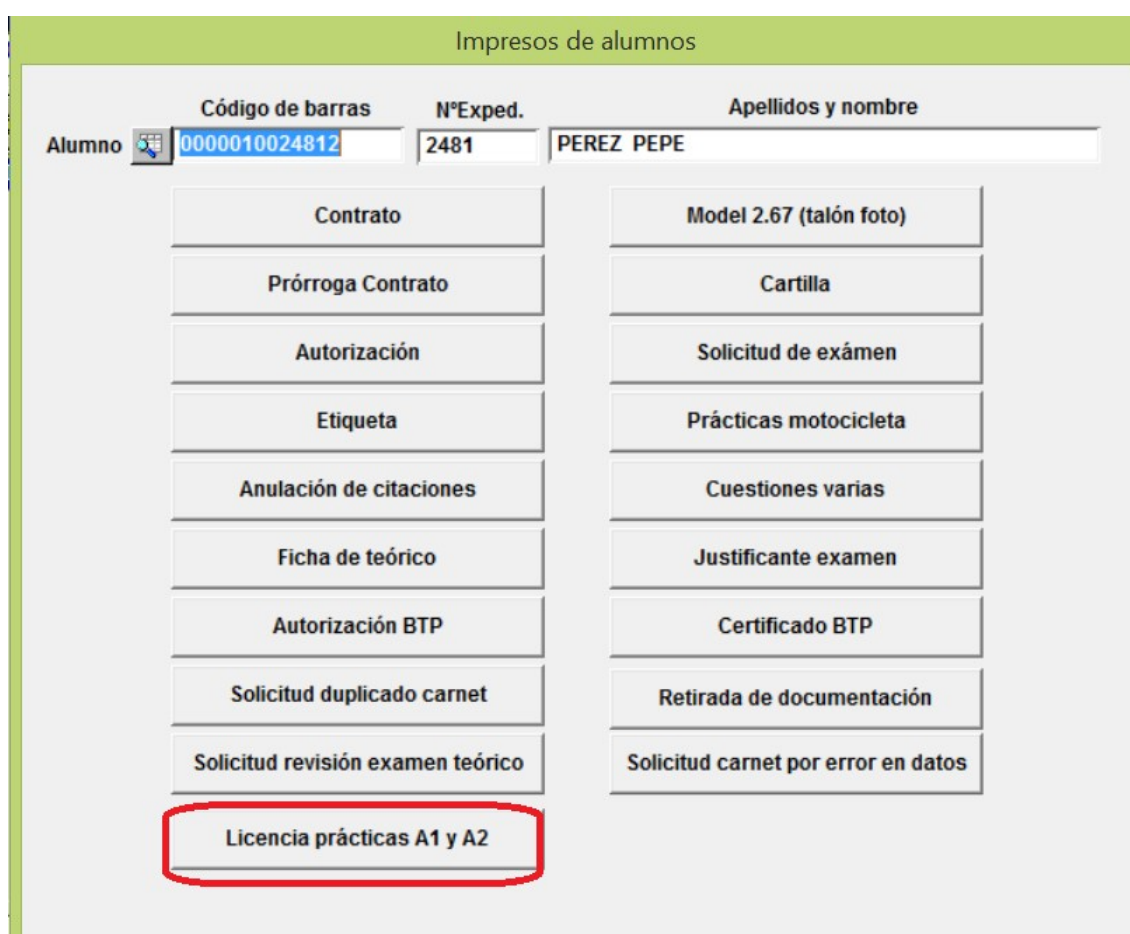 Impresos de alumnos
Código de barras NºExped. Apellidos y nombre
Alumno 0000010024812 2481 PEREZ PEPE
Contrato Model 2.67 (talón foto)
Prórroga Contrato Cartilla
Autorización Solicitud de exámen
Etiqueta Prácticas motocicleta
Anulación de citaciones Cuestiones varias
Ficha de teórico Justificante examen
Autorización BTP Certificado BTP
Solicitud duplicado carnet Retirada de documentación
Solicitud revisión examen teórico Solicitud carnet por error en datos
Licencia prácticas A1 y A2